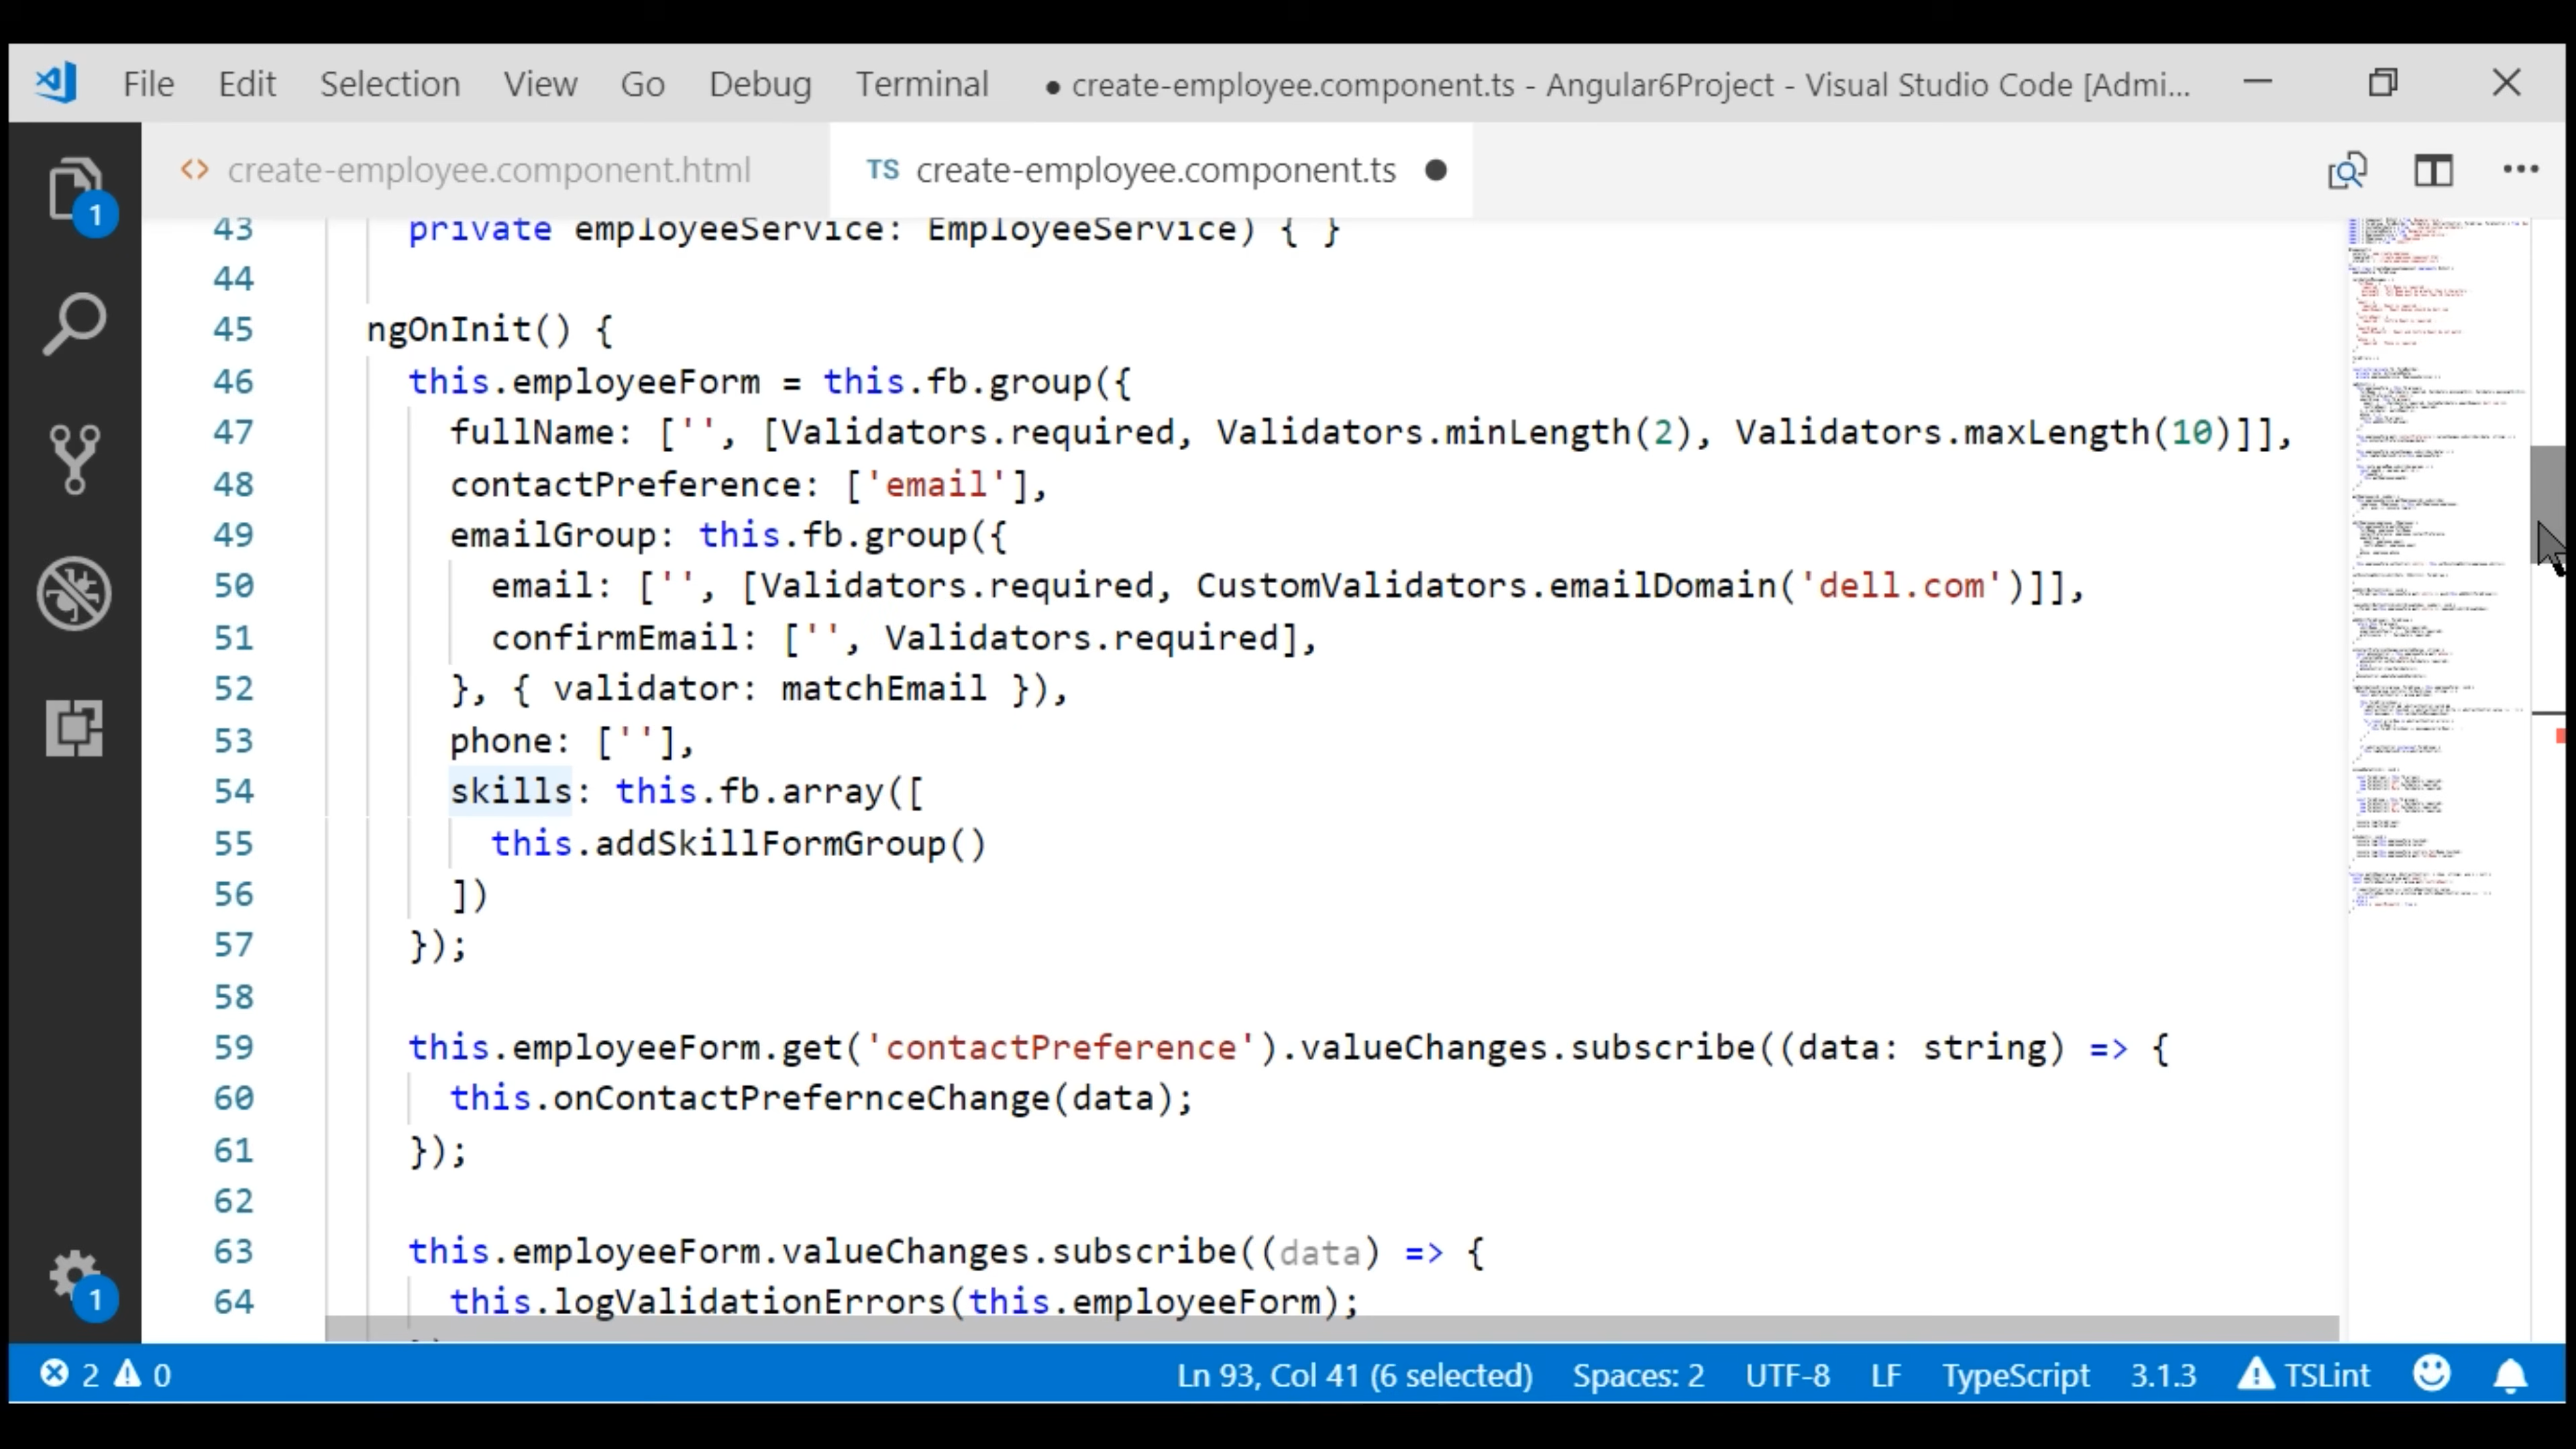 File Edit Selection View Go Debug Terminal ● create-employee.component.ts - Angular6Project - Visual Studio Code [Admi...
<> create-employee.component.html TS create-employee.component.ts ●
1
43 private employeeService: EmployeeService) { }
44
45 ngOnInit() {
46 this.employeeForm = this.fb.group({
47 fullName: ['', [Validators.required, Validators.minLength(2), Validators.maxLength(10)]],
48 contactPreference: ['email'],
49 emailGroup: this.fb.group({
50 email: ['', [Validators.required, CustomValidators.emailDomain('dell.com')]],
51 confirmEmail: ['', Validators.required],
52 }, { validator: matchEmail }),
53 phone: [''],
54 skills: this.fb.array([
55 this.addSkillFormGroup()
56 ])
57 });
58
59 this.employeeForm.get('contactPreference').valueChanges.subscribe((data: string) => {
60 this.onContactPrefernceChange(data);
61 });
62
63 this.employeeForm.valueChanges.subscribe((data) => {
64 this.logValidationErrors(this.employeeForm);
1
2 0 Ln 93, Col 41 (6 selected) Spaces: 2 UTF-8 LF TypeScript 3.1.3 TSLint